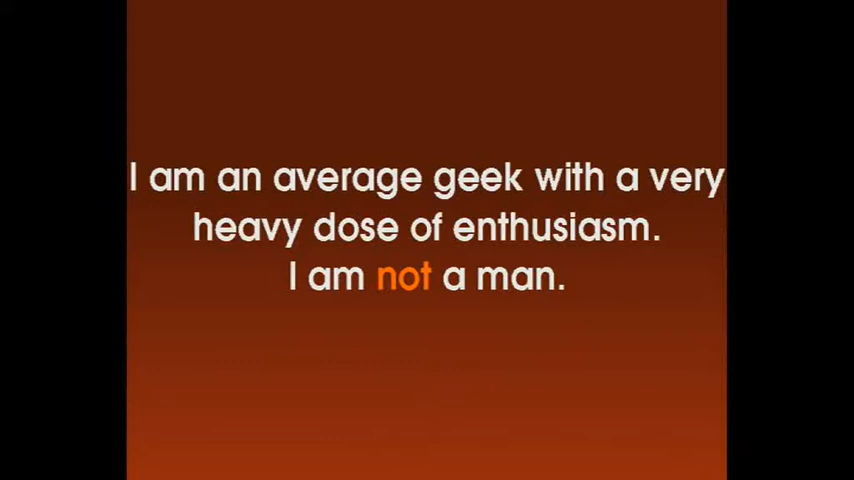 I am an average geek with a very
heavy dose of enthusiasm.
I am not a man.